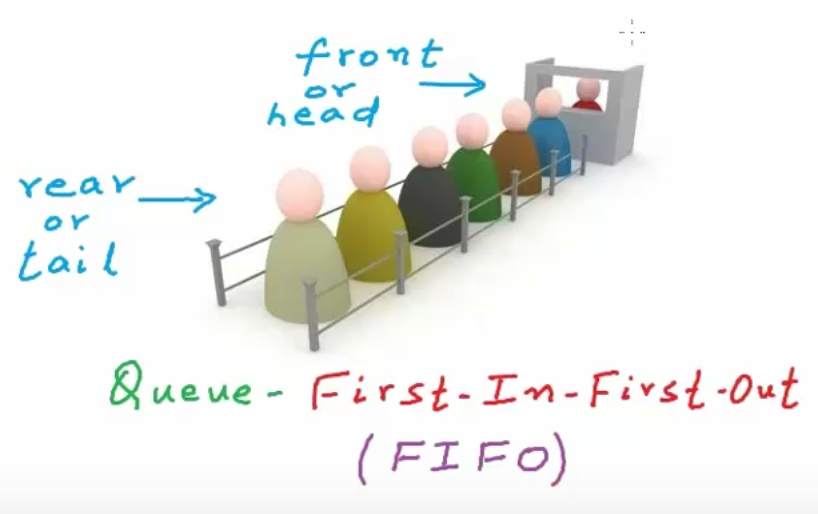 front
or
head
rear
or
tail
Queue - First-In-First-Out
(FIFO)